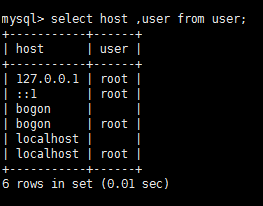 mysql> select host ,user from user;
+-----------+------+
| host      | user |
+-----------+------+
| 127.0.0.1 | root |
| ::1       | root |
| bogon     |      |
| bogon     | root |
| localhost |      |
| localhost | root |
+-----------+------+
6 rows in set (0.01 sec)